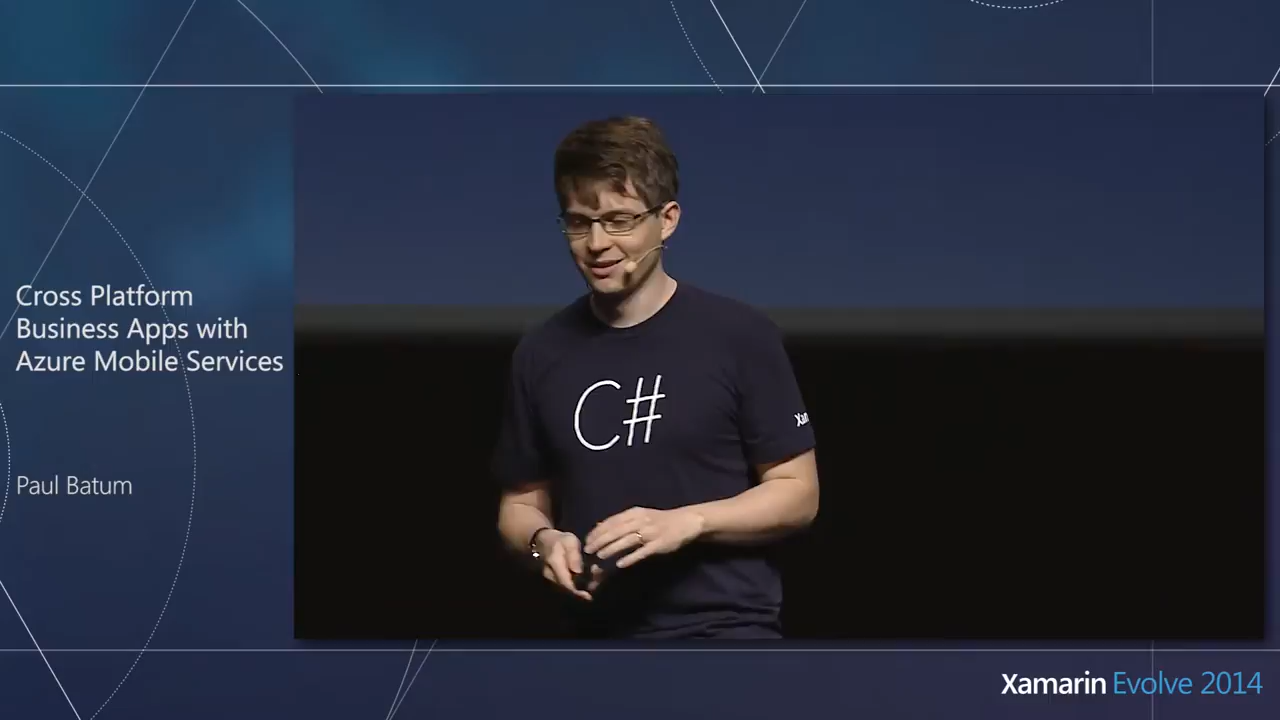 Cross Platform
Business Apps with
Azure Mobile Services
Paul Batum
C#
Xamarin Evolve 2014